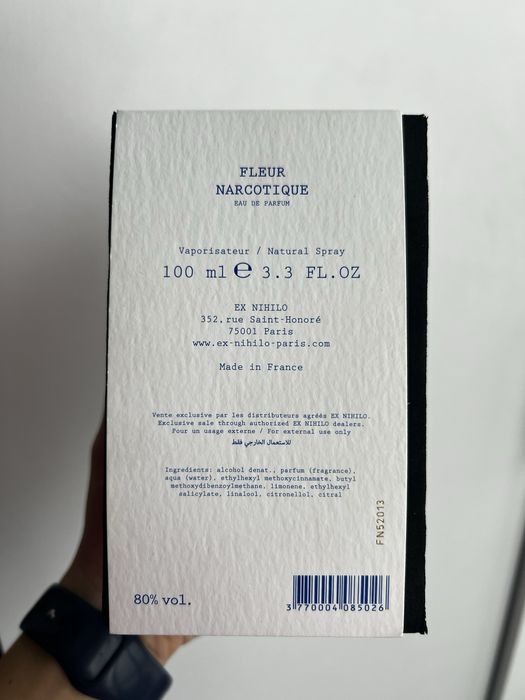 FLEUR
NARCOTIQUE
EAU DE PARFUM
Vaporisateur / Natural Spray
100 ml ℮ 3.3 FL.OZ
EX NIHILO
352, rue Saint-Honoré
75001 Paris
www.ex-nihilo-paris.com
Made in France
Vente exclusive par les distributeurs agréés EX NIHILO.
Exclusive sale through authorized EX NIHILO dealers.
Pour un usage externe / For external use only
للاستعمال الخارجي فقط
Ingredients: alcohol denat., parfum (fragrance),
aqua (water), ethylhexyl methoxycinnamate, butyl
methoxydibenzoylmethane, limonene, ethylhexyl
salicylate, linalool, citronellol, citral
FN52013
80% vol.
3 770004 085026